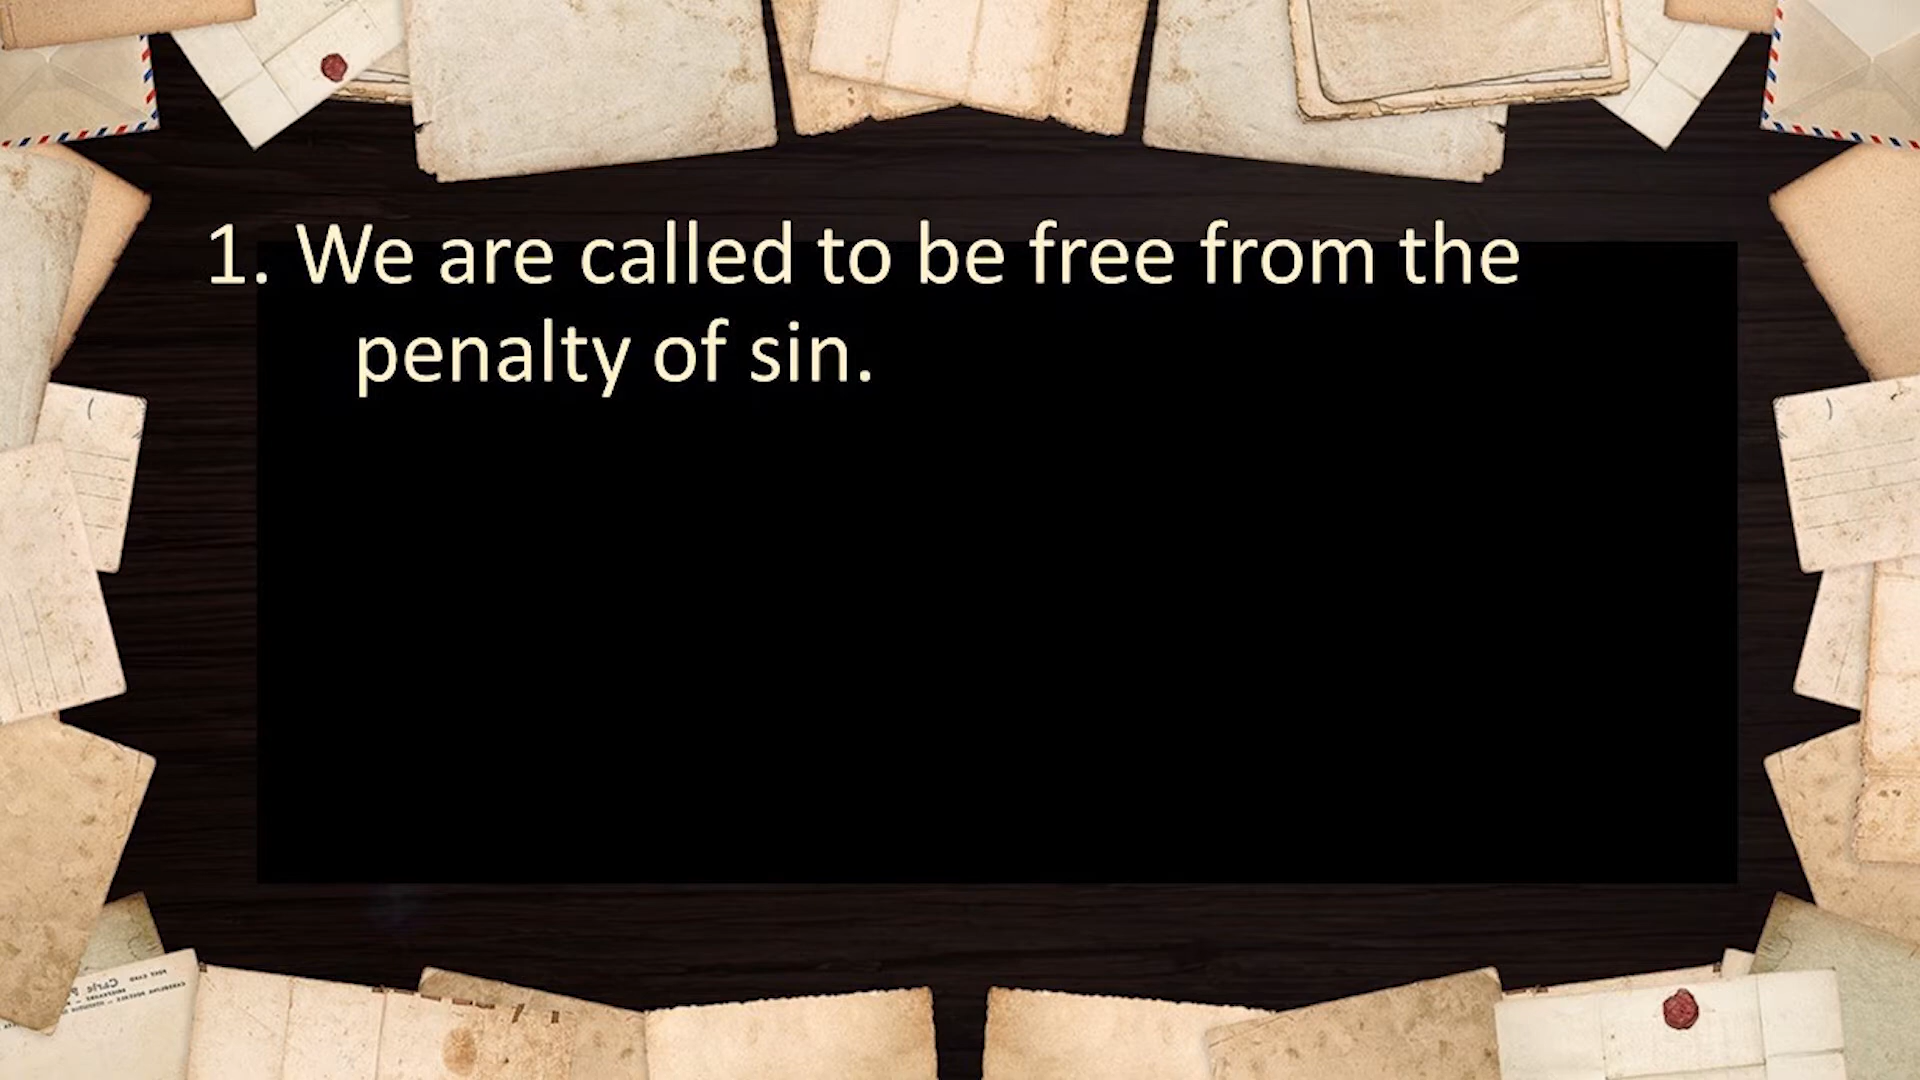 1. We are called to be free from the
penalty of sin.